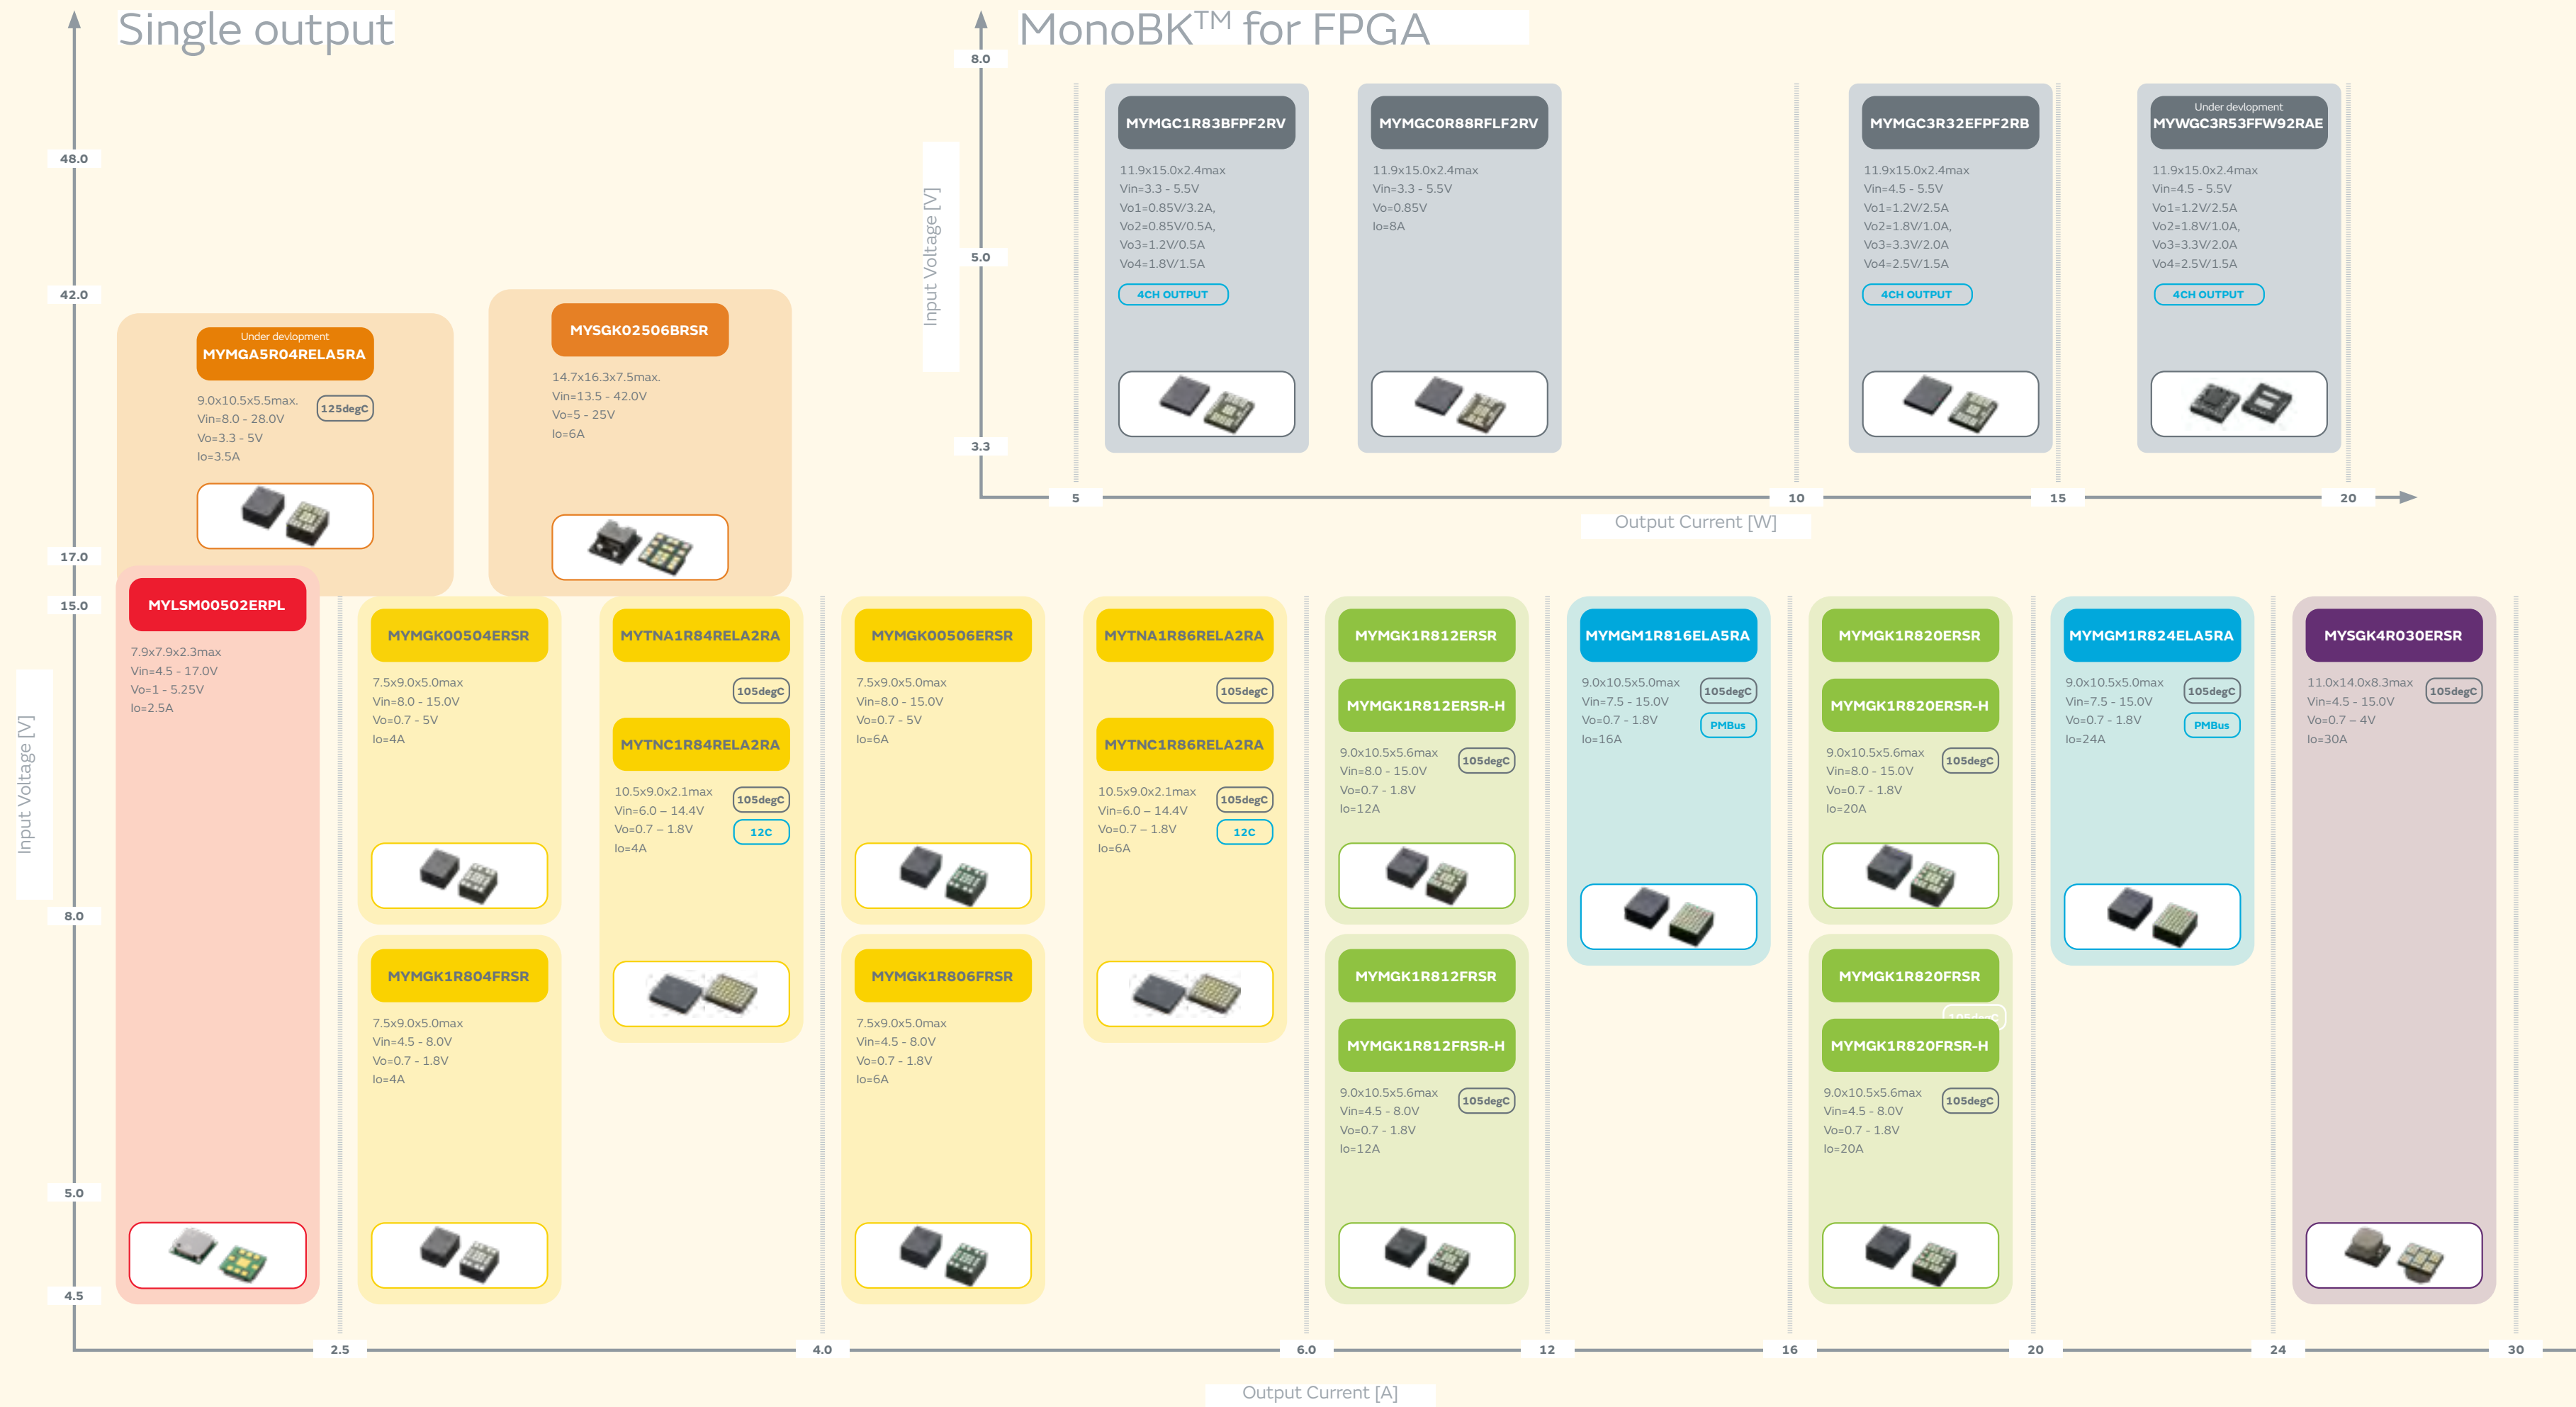 Single output
48.0
42.0
17.0
15.0
8.0
5.0
4.5
Input Voltage [V]
Under devlopment
MYMGA5R04RELA5RA
9.0x10.5x5.5max.
125degC
Vin=8.0 - 28.0V
Vo=3.3 - 5V
Io=3.5A
MYSGK02506BRSR
14.7x16.3x7.5max.
Vin=13.5 - 42.0V
Vo=5 - 25V
Io=6A
MonoBK™ for FPGA
8.0
5.0
3.3
Input Voltage [V]
MYMGC1R83BFPF2RV
11.9x15.0x2.4max
Vin=3.3 - 5.5V
Vo1=0.85V/3.2A,
Vo2=0.85V/0.5A,
Vo3=1.2V/0.5A
Vo4=1.8V/1.5A
4CH OUTPUT
MYMGC0R88RFLF2RV
11.9x15.0x2.4max
Vin=3.3 - 5.5V
Vo=0.85V
Io=8A
MYMGC3R32EFPF2RB
11.9x15.0x2.4max
Vin=4.5 - 5.5V
Vo1=1.2V/2.5A
Vo2=1.8V/1.0A,
Vo3=3.3V/2.0A
Vo4=2.5V/1.5A
4CH OUTPUT
Under devlopment
MYWGC3R53FFW92RAE
11.9x15.0x2.4max
Vin=4.5 - 5.5V
Vo1=1.2V/2.5A
Vo2=1.8V/1.0A,
Vo3=3.3V/2.0A
Vo4=2.5V/1.5A
4CH OUTPUT
5
10
15
20
Output Current [W]
MYLSM00502ERPL
7.9x7.9x2.3max
Vin=4.5 - 17.0V
Vo=1 - 5.25V
Io=2.5A
MYMGK00504ERSR
7.5x9.0x5.0max
Vin=8.0 - 15.0V
Vo=0.7 - 5V
Io=4A
MYMGK1R804FRSR
7.5x9.0x5.0max
Vin=4.5 - 8.0V
Vo=0.7 - 1.8V
Io=4A
MYTNA1R84RELA2RA
105degC
MYTNC1R84RELA2RA
10.5x9.0x2.1max
105degC
Vin=6.0 – 14.4V
Vo=0.7 – 1.8V
12C
Io=4A
MYMGK00506ERSR
7.5x9.0x5.0max
Vin=8.0 - 15.0V
Vo=0.7 - 5V
Io=6A
MYMGK1R806FRSR
7.5x9.0x5.0max
Vin=4.5 - 8.0V
Vo=0.7 - 1.8V
Io=6A
MYTNA1R86RELA2RA
105degC
MYTNC1R86RELA2RA
10.5x9.0x2.1max
105degC
Vin=6.0 – 14.4V
Vo=0.7 – 1.8V
12C
Io=6A
MYMGK1R812ERSR
MYMGK1R812ERSR-H
9.0x10.5x5.6max
105degC
Vin=8.0 - 15.0V
Vo=0.7 - 1.8V
Io=12A
MYMGK1R812FRSR
MYMGK1R812FRSR-H
9.0x10.5x5.6max
105degC
Vin=4.5 - 8.0V
Vo=0.7 - 1.8V
Io=12A
MYMGM1R816ELA5RA
9.0x10.5x5.0max
105degC
Vin=7.5 - 15.0V
Vo=0.7 - 1.8V
PMBus
Io=16A
MYMGK1R820ERSR
MYMGK1R820ERSR-H
9.0x10.5x5.6max
105degC
Vin=8.0 - 15.0V
Vo=0.7 - 1.8V
Io=20A
MYMGK1R820FRSR
105degC
MYMGK1R820FRSR-H
9.0x10.5x5.6max
105degC
Vin=4.5 - 8.0V
Vo=0.7 - 1.8V
Io=20A
MYMGM1R824ELA5RA
9.0x10.5x5.0max
105degC
Vin=7.5 - 15.0V
Vo=0.7 - 1.8V
PMBus
Io=24A
MYSGK4R030ERSR
11.0x14.0x8.3max
105degC
Vin=4.5 - 15.0V
Vo=0.7 – 4V
Io=30A
2.5
4.0
6.0
12
16
20
24
30
Output Current [A]